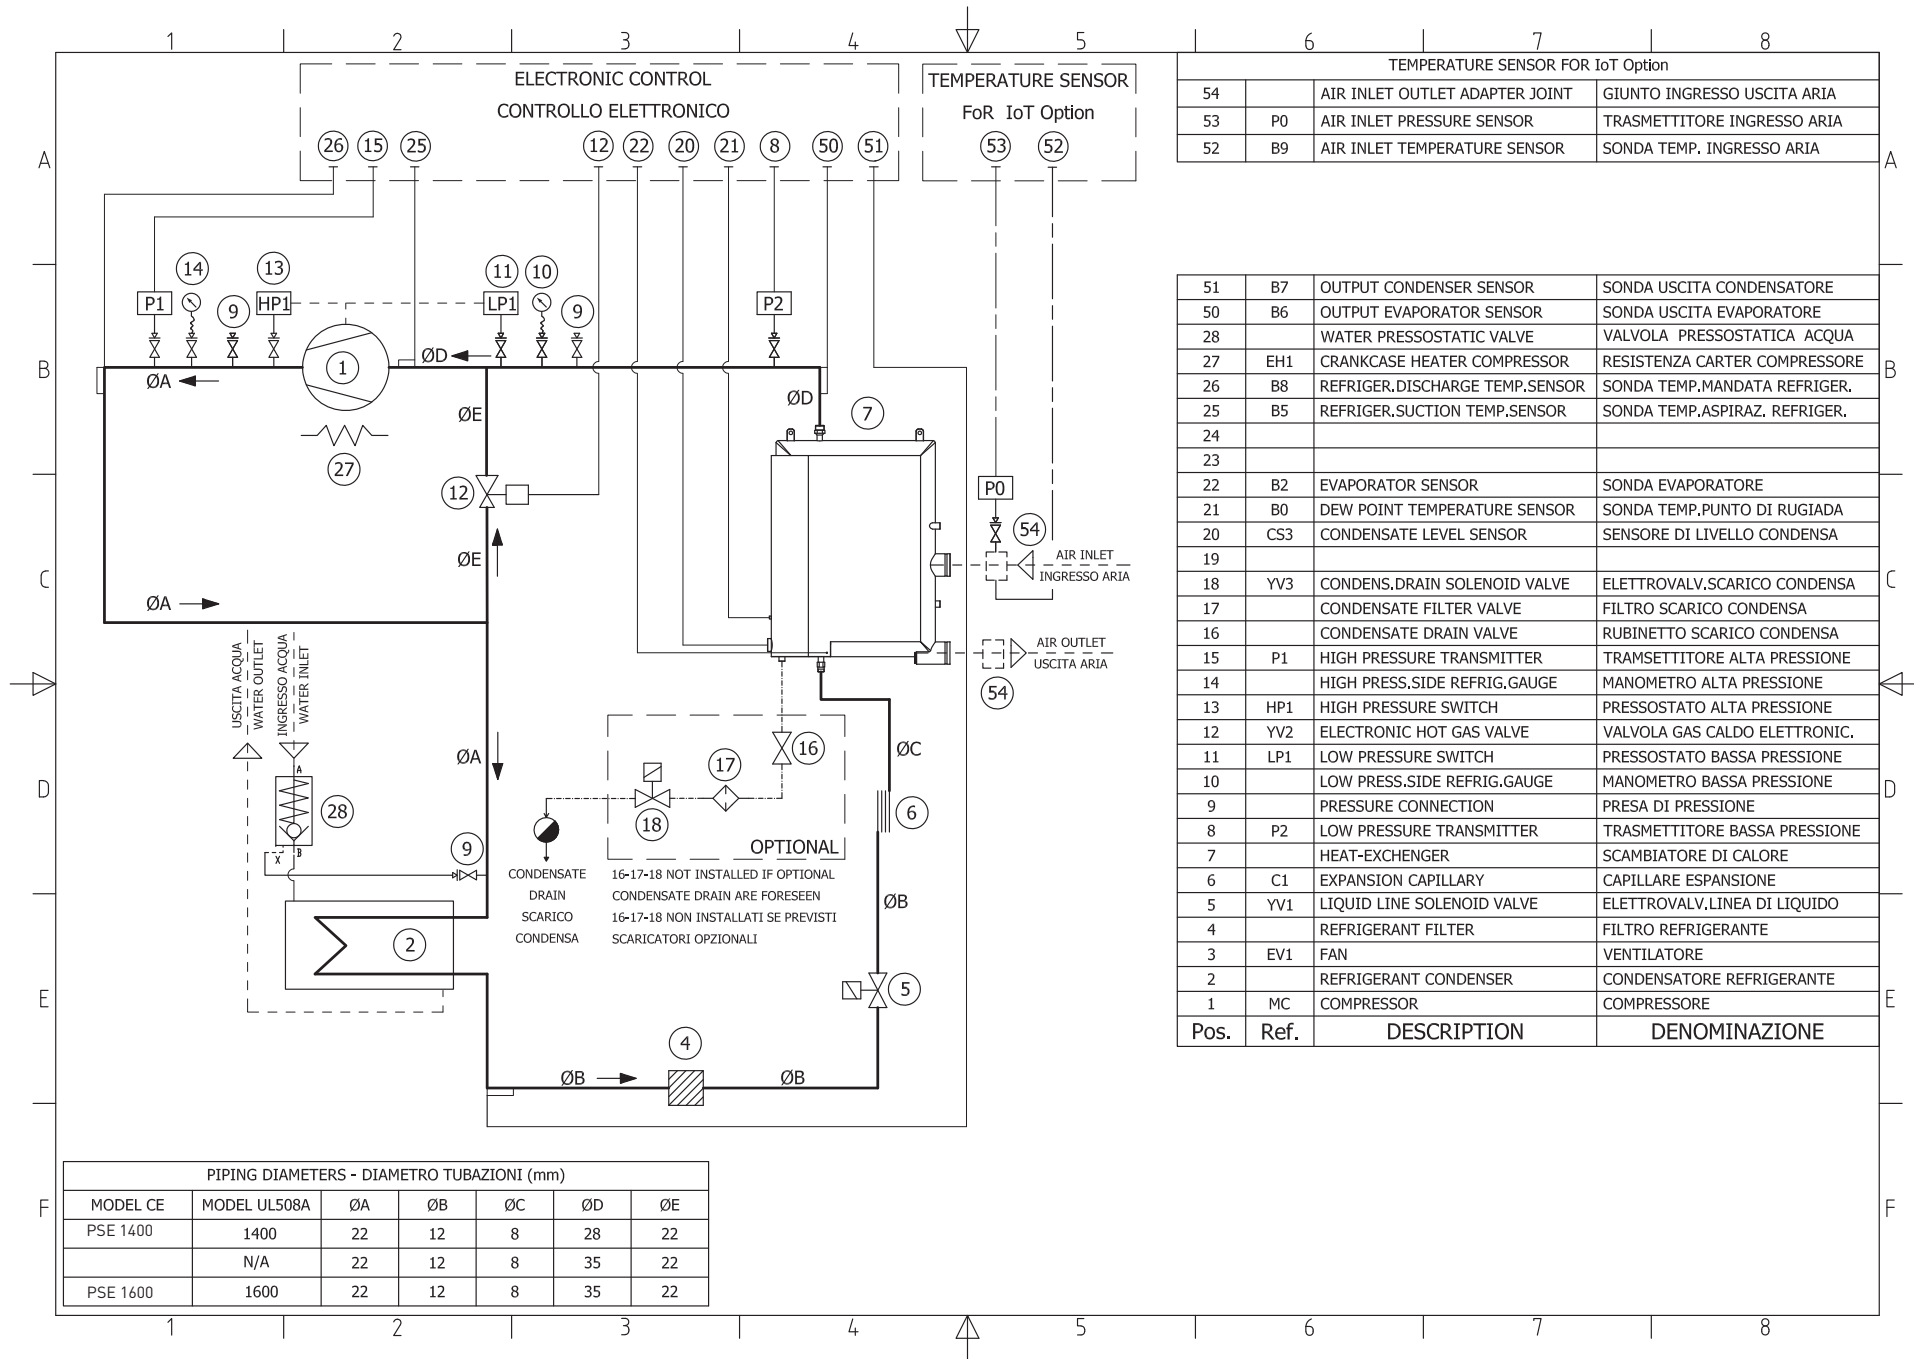 1 2 3 4 5 6 7 8
A
B
C
D
E
F
A
B
C
D
E
F
ELECTRONIC CONTROL
CONTROLLO ELETTRONICO
26 15 25 12 22 20 21 8 50 51
TEMPERATURE SENSOR
FoR IoT Option
53 52
14 13 11 10
P1 9 HP1 LP1 9 P2
1
ØA ØD
ØE
ØD
7
27
12
P0
54
AIR INLET
INGRESSO ARIA
ØE
ØA
AIR OUTLET
USCITA ARIA
54
USCITA ACQUA
WATER OUTLET
INGRESSO ACQUA
WATER INLET
ØA
16
17
ØC
A
28
18
6
OPTIONAL
X
B
9
CONDENSATE
DRAIN
SCARICO
CONDENSA
16-17-18 NOT INSTALLED IF OPTIONAL
CONDENSATE DRAIN ARE FORESEEN
16-17-18 NON INSTALLATI SE PREVISTI
SCARICATORI OPZIONALI
ØB
2
5
4
ØB ØB
TEMPERATURE SENSOR FOR IoT Option
54 AIR INLET OUTLET ADAPTER JOINT GIUNTO INGRESSO USCITA ARIA
53 P0 AIR INLET PRESSURE SENSOR TRASMETTITORE INGRESSO ARIA
52 B9 AIR INLET TEMPERATURE SENSOR SONDA TEMP. INGRESSO ARIA
51 B7 OUTPUT CONDENSER SENSOR SONDA USCITA CONDENSATORE
50 B6 OUTPUT EVAPORATOR SENSOR SONDA USCITA EVAPORATORE
28 WATER PRESSOSTATIC VALVE VALVOLA PRESSOSTATICA ACQUA
27 EH1 CRANKCASE HEATER COMPRESSOR RESISTENZA CARTER COMPRESSORE
26 B8 REFRIGER.DISCHARGE TEMP.SENSOR SONDA TEMP.MANDATA REFRIGER.
25 B5 REFRIGER.SUCTION TEMP.SENSOR SONDA TEMP.ASPIRAZ. REFRIGER.
24
23
22 B2 EVAPORATOR SENSOR SONDA EVAPORATORE
21 B0 DEW POINT TEMPERATURE SENSOR SONDA TEMP.PUNTO DI RUGIADA
20 CS3 CONDENSATE LEVEL SENSOR SENSORE DI LIVELLO CONDENSA
19
18 YV3 CONDENS.DRAIN SOLENOID VALVE ELETTROVALV.SCARICO CONDENSA
17 CONDENSATE FILTER VALVE FILTRO SCARICO CONDENSA
16 CONDENSATE DRAIN VALVE RUBINETTO SCARICO CONDENSA
15 P1 HIGH PRESSURE TRANSMITTER TRAMSETTITORE ALTA PRESSIONE
14 HIGH PRESS.SIDE REFRIG.GAUGE MANOMETRO ALTA PRESSIONE
13 HP1 HIGH PRESSURE SWITCH PRESSOSTATO ALTA PRESSIONE
12 YV2 ELECTRONIC HOT GAS VALVE VALVOLA GAS CALDO ELETTRONIC.
11 LP1 LOW PRESSURE SWITCH PRESSOSTATO BASSA PRESSIONE
10 LOW PRESS.SIDE REFRIG.GAUGE MANOMETRO BASSA PRESSIONE
9 PRESSURE CONNECTION PRESA DI PRESSIONE
8 P2 LOW PRESSURE TRANSMITTER TRASMETTITORE BASSA PRESSIONE
7 HEAT-EXCHENGER SCAMBIATORE DI CALORE
6 C1 EXPANSION CAPILLARY CAPILLARE ESPANSIONE
5 YV1 LIQUID LINE SOLENOID VALVE ELETTROVALV.LINEA DI LIQUIDO
4 REFRIGERANT FILTER FILTRO REFRIGERANTE
3 EV1 FAN VENTILATORE
2 REFRIGERANT CONDENSER CONDENSATORE REFRIGERANTE
1 MC COMPRESSOR COMPRESSORE
Pos. Ref. DESCRIPTION DENOMINAZIONE
PIPING DIAMETERS - DIAMETRO TUBAZIONI (mm)
MODEL CE MODEL UL508A ØA ØB ØC ØD ØE
PSE 1400 1400 22 12 8 28 22
N/A 22 12 8 35 22
PSE 1600 1600 22 12 8 35 22
1 2 3 4 5 6 7 8